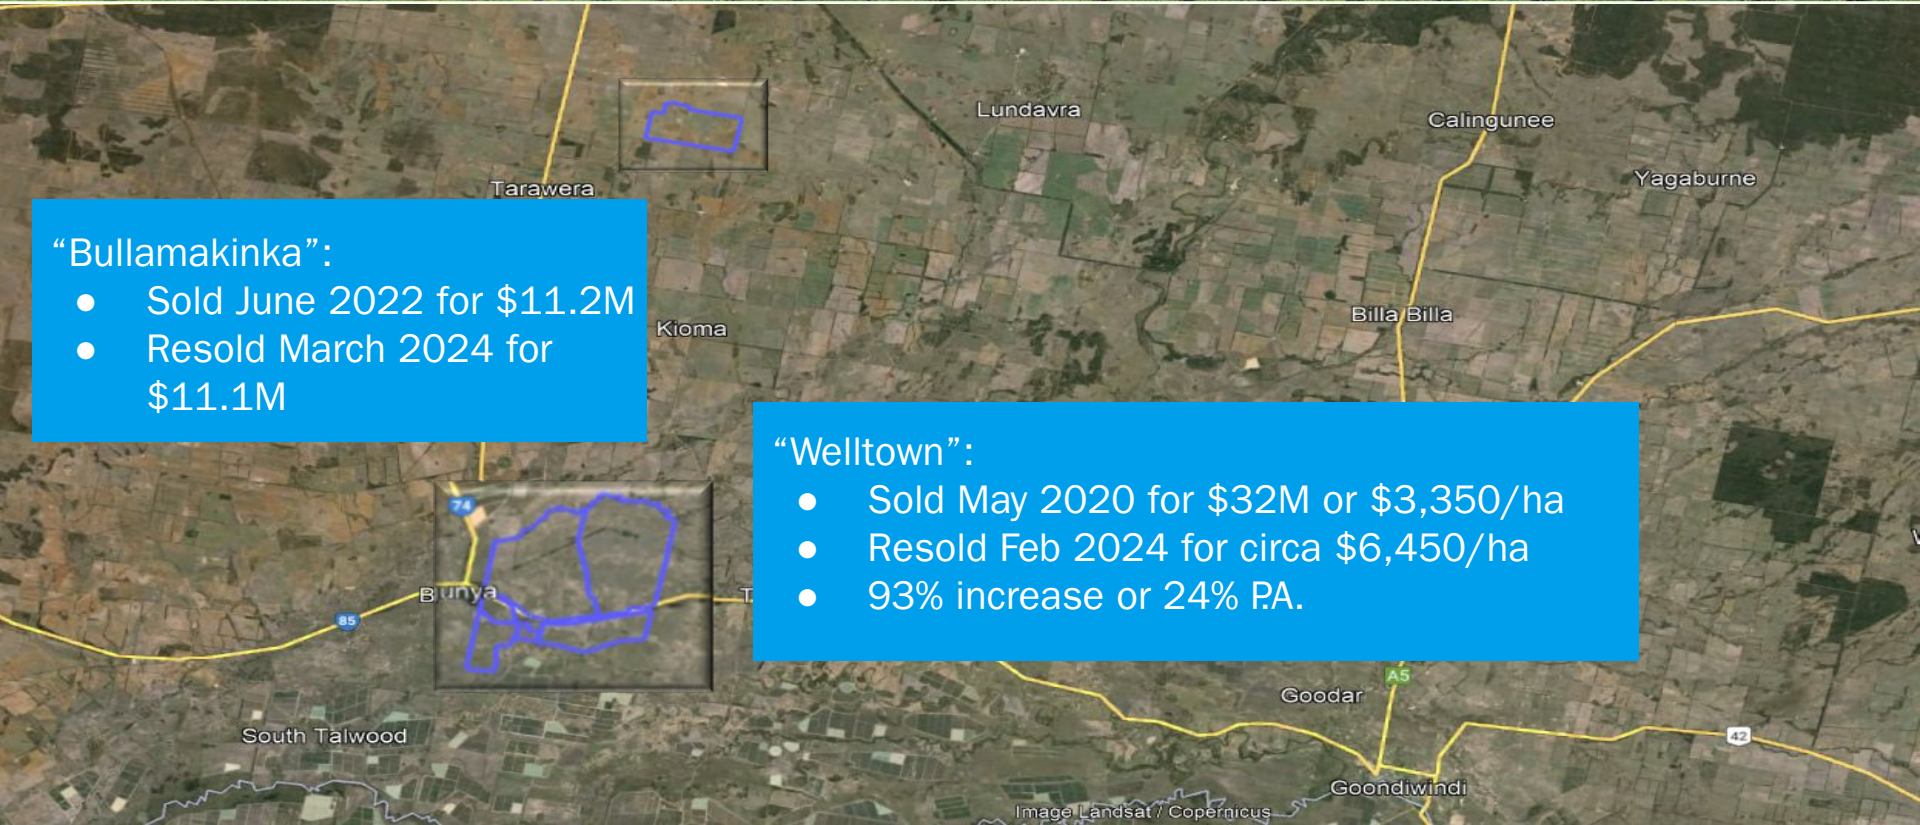 Lundavra
Calingunee
Yagaburne
Tarawera
“Bullamakinka”:
● Sold June 2022 for $11.2M
● Resold March 2024 for
$11.1M
Kioma
Billa Billa
“Welltown”:
● Sold May 2020 for $32M or $3,350/ha
● Resold Feb 2024 for circa $6,450/ha
● 93% increase or 24% P.A.
74
Bunya
85
A5
Goodar
South Talwood
42
Goondiwindi
Image Landsat / Copernicus